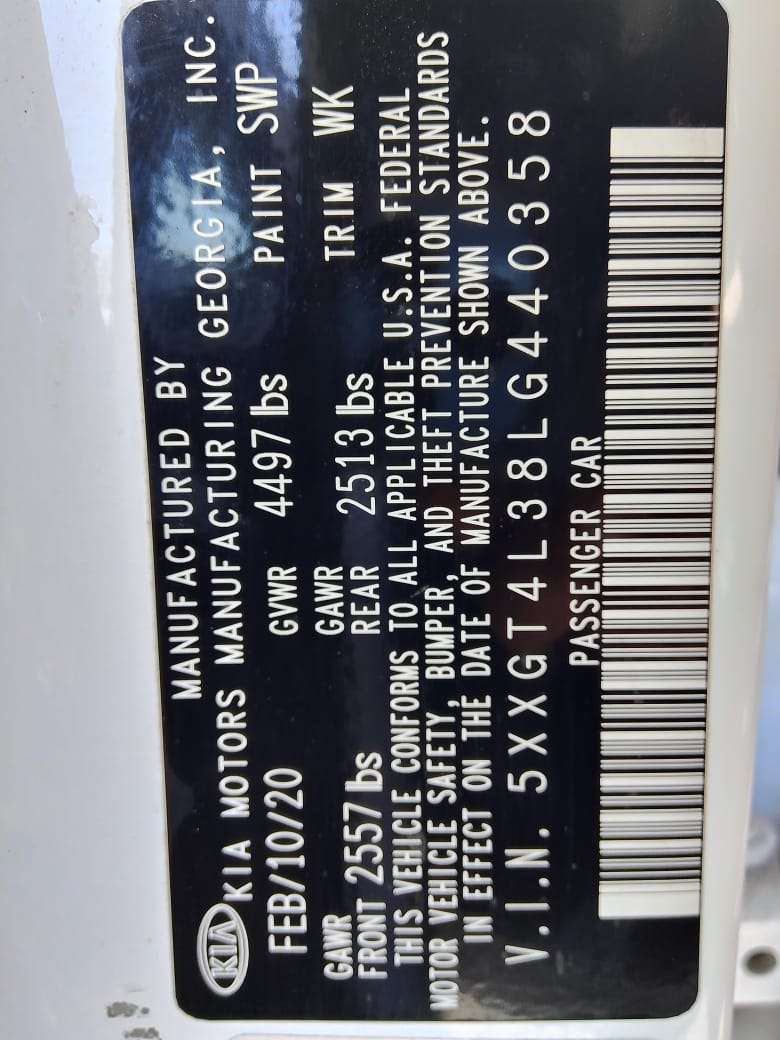 MANUFACTURED BY
KIA KIA MOTORS MANUFACTURING GEORGIA, INC.
FEB/10/20 GVWR 4497 lbs PAINT SWP
GAWR FRONT 2557 lbs GAWR REAR 2513 lbs TRIM WK
THIS VEHICLE CONFORMS TO ALL APPLICABLE U.S.A. FEDERAL
MOTOR VEHICLE SAFETY, BUMPER, AND THEFT PREVENTION STANDARDS
IN EFFECT ON THE DATE OF MANUFACTURE SHOWN ABOVE.
V.I.N. 5XXGT4L38LG440358
PASSENGER CAR